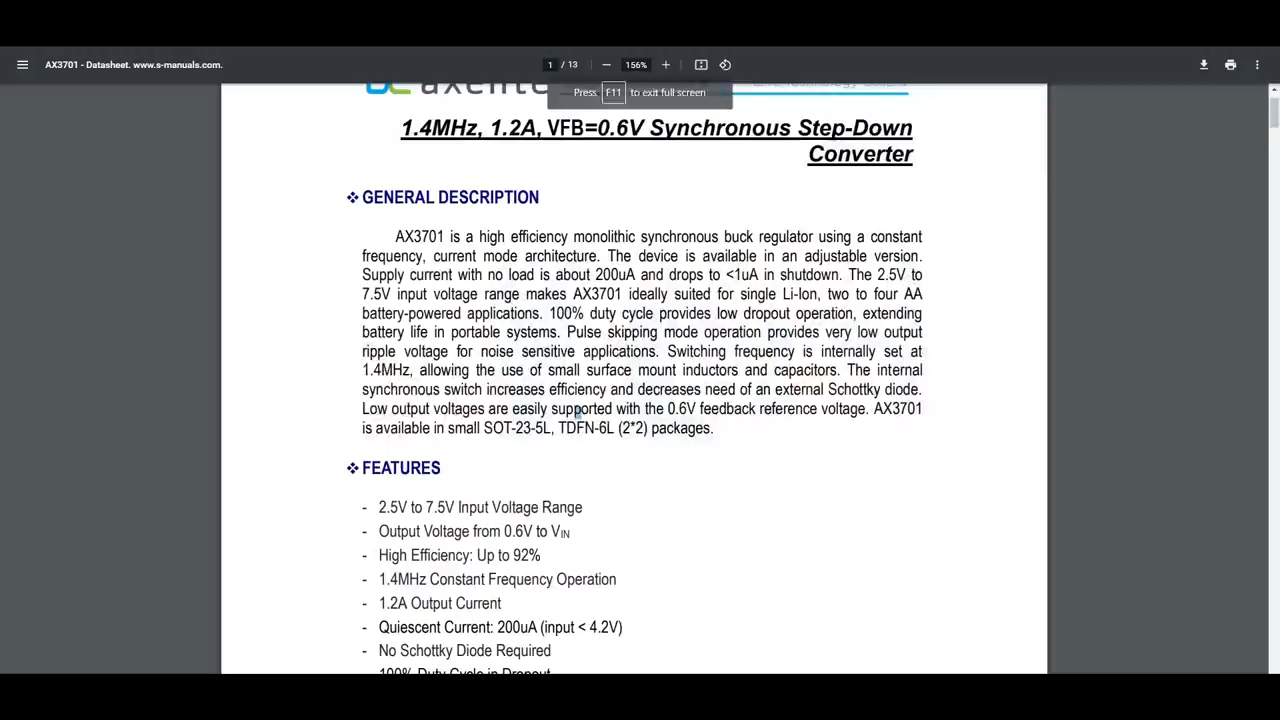 AX3701 - Datasheet. www.s-manuals.com.
1 / 13
156%
Press F11 to exit full screen
1.4MHz, 1.2A, VFB=0.6V Synchronous Step-Down
Converter
❖ GENERAL DESCRIPTION
AX3701 is a high efficiency monolithic synchronous buck regulator using a constant
frequency, current mode architecture. The device is available in an adjustable version.
Supply current with no load is about 200uA and drops to <1uA in shutdown. The 2.5V to
7.5V input voltage range makes AX3701 ideally suited for single Li-Ion, two to four AA
battery-powered applications. 100% duty cycle provides low dropout operation, extending
battery life in portable systems. Pulse skipping mode operation provides very low output
ripple voltage for noise sensitive applications. Switching frequency is internally set at
1.4MHz, allowing the use of small surface mount inductors and capacitors. The internal
synchronous switch increases efficiency and decreases need of an external Schottky diode.
Low output voltages are easily supported with the 0.6V feedback reference voltage. AX3701
is available in small SOT-23-5L, TDFN-6L (2*2) packages.
❖ FEATURES
- 2.5V to 7.5V Input Voltage Range
- Output Voltage from 0.6V to VIN
- High Efficiency: Up to 92%
- 1.4MHz Constant Frequency Operation
- 1.2A Output Current
- Quiescent Current: 200uA (input < 4.2V)
- No Schottky Diode Required
100% Duty Cycle in Dropout